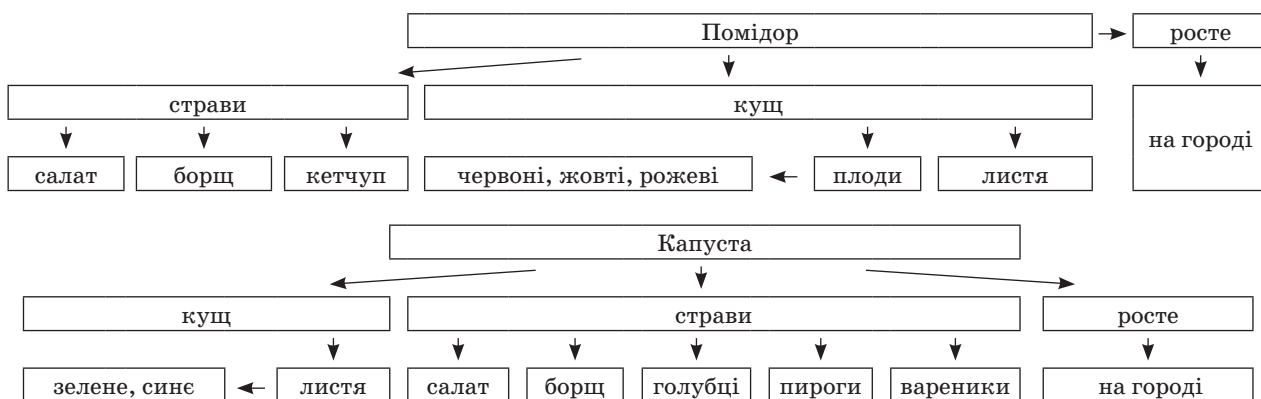 Помідор росте
страви кущ
на городі
салат борщ кетчуп червоні, жовті, рожеві плоди листя
Капуста
кущ страви росте
зелене, синє листя салат борщ голубці пироги вареники на городі